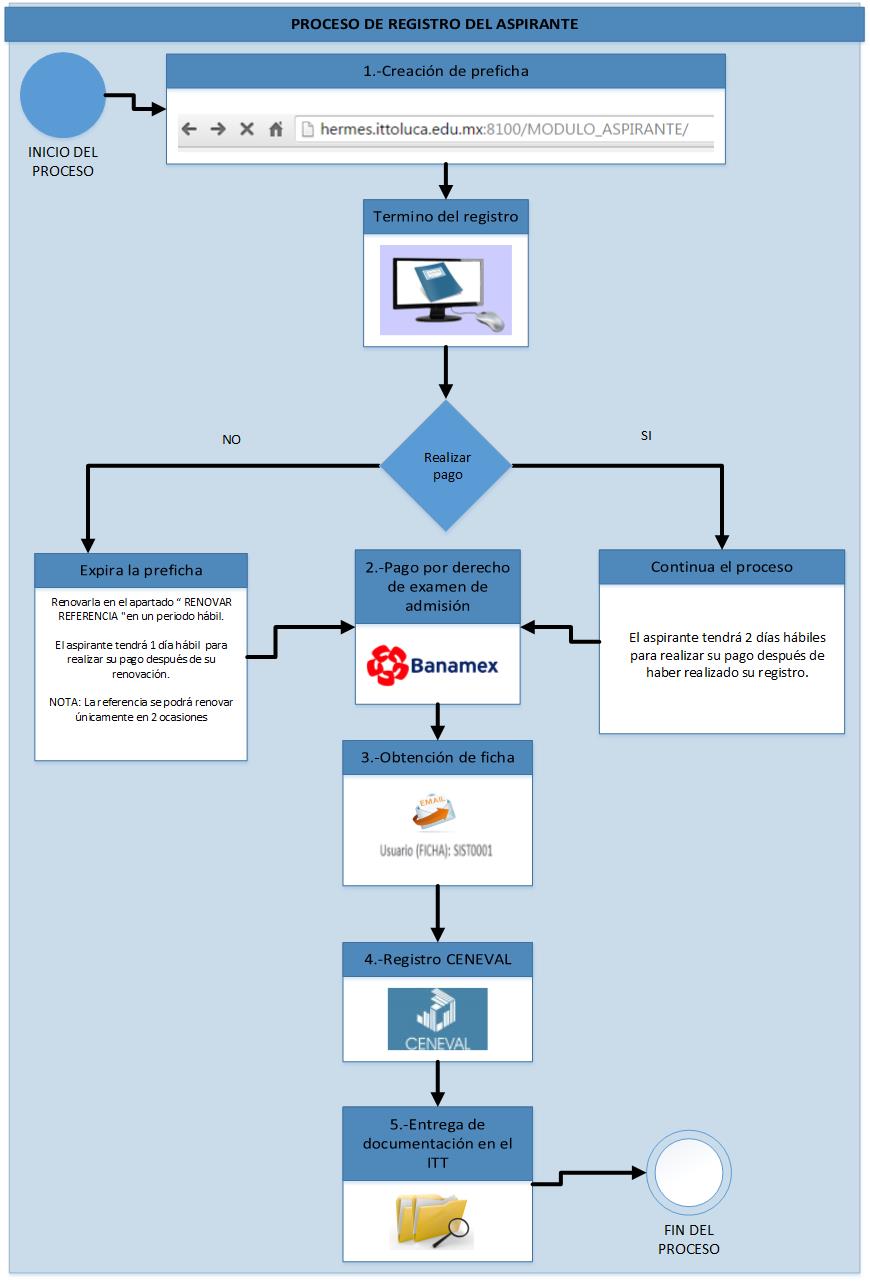 PROCESO DE REGISTRO DEL ASPIRANTE
INICIO DEL
PROCESO
1.-Creación de preficha
hermes.ittoluca.edu.mx:8100/MODULO_ASPIRANTE/
Termino del registro
Realizar
pago
NO
SI
Expira la preficha
Renovarla en el apartado “ RENOVAR
REFERENCIA "en un periodo hábil.
El aspirante tendrá 1 día hábil para
realizar su pago después de su
renovación.
NOTA: La referencia se podrá renovar
únicamente en 2 ocasiones
2.-Pago por derecho
de examen de
admisión
Banamex
Continua el proceso
El aspirante tendrá 2 días hábiles
para realizar su pago después de
haber realizado su registro.
3.-Obtención de ficha
EMAIL
Usuario (FICHA): SIST0001
4.-Registro CENEVAL
CENEVAL
5.-Entrega de
documentación en el
ITT
FIN DEL
PROCESO